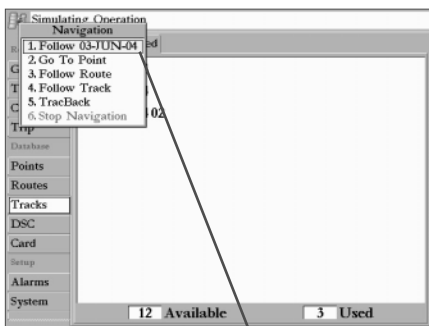 Simulating Operation
Navigation
1. Follow 03-JUN-04
2. Go To Point
3. Follow Route
4. Follow Track
5. TracBack
6. Stop Navigation
Trip
Database
Points
Routes
Tracks
DSC
Card
Setup
Alarms
System
12 Available
3 Used